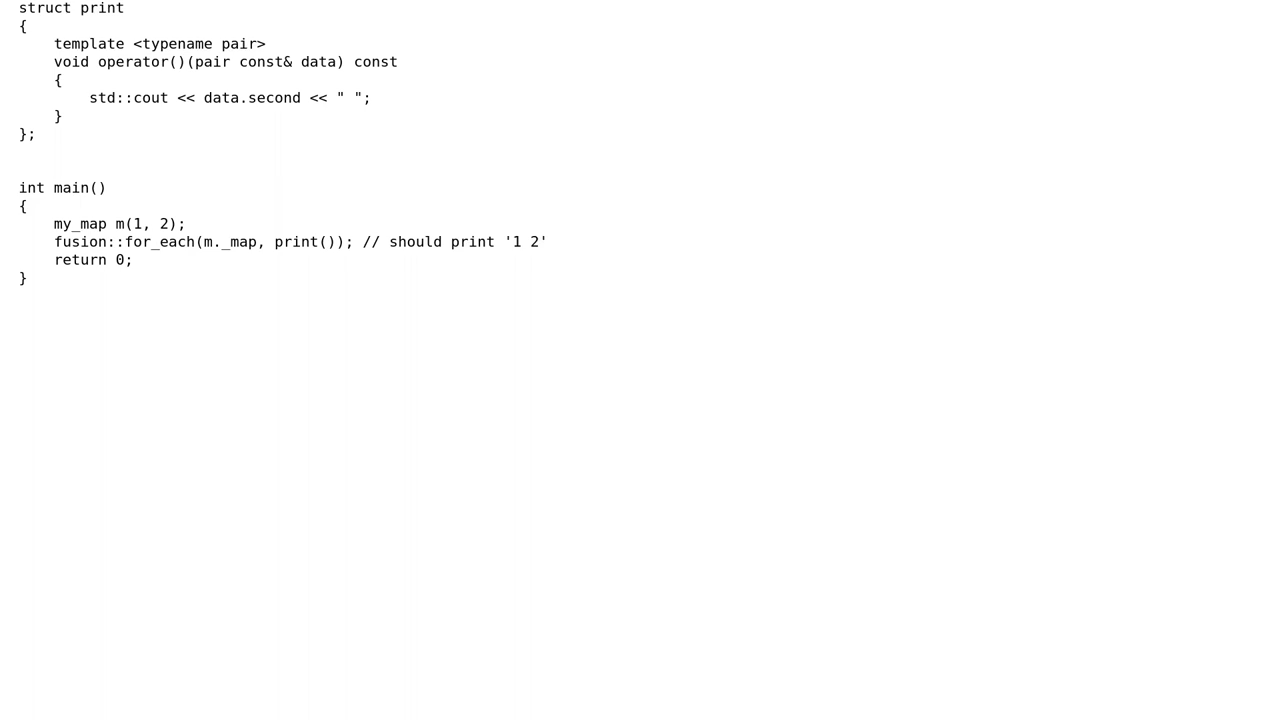 struct print
{
    template <typename pair>
    void operator()(pair const& data) const
    {
        std::cout << data.second << " ";
    }
};
int main()
{
    my_map m(1, 2);
    fusion::for_each(m._map, print()); // should print '1 2'
    return 0;
}